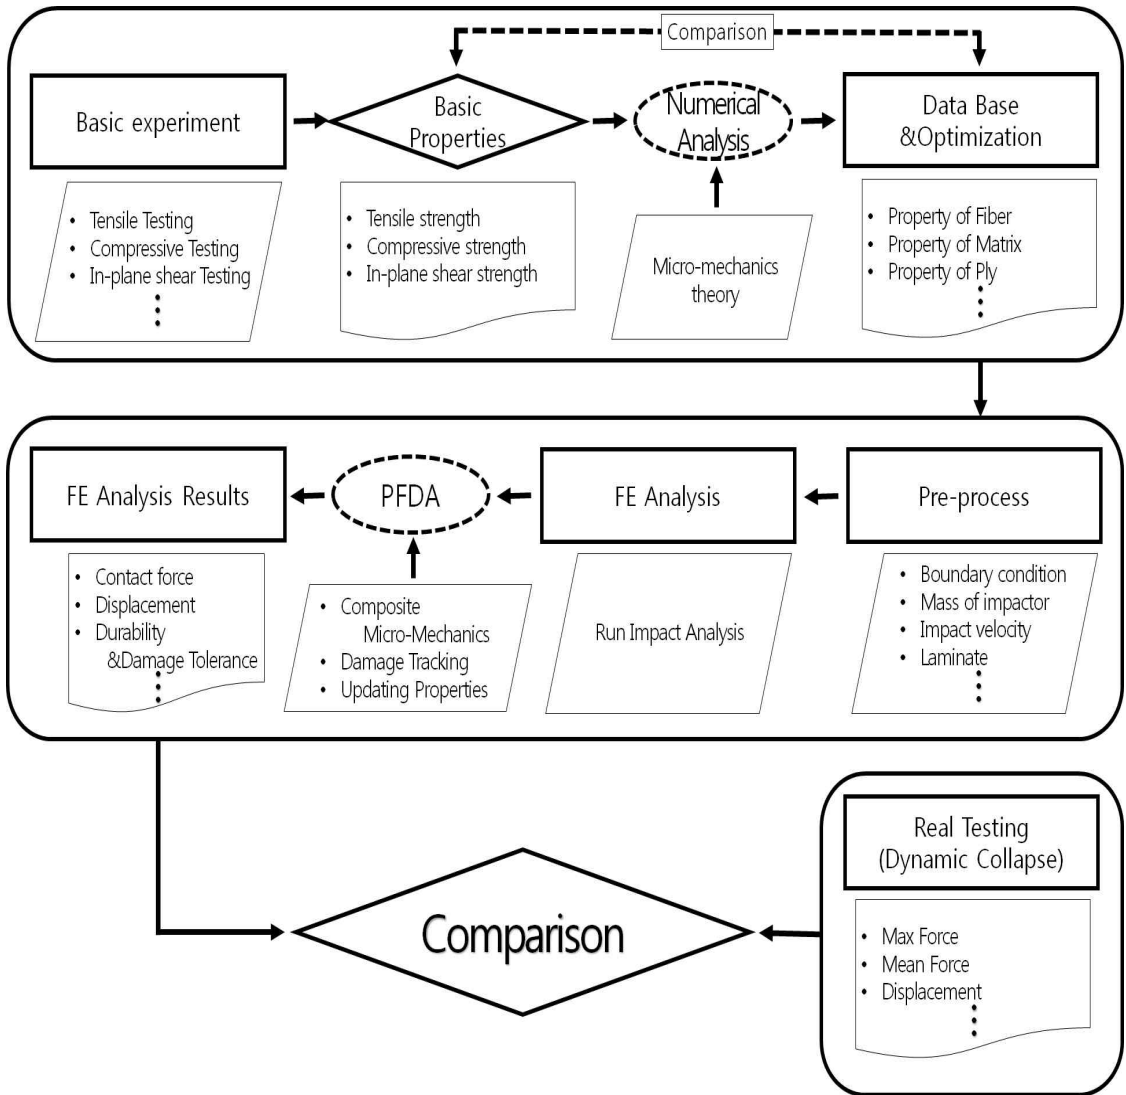 Comparison
Basic experiment
Basic
Properties
Numerical
Analysis
Data Base
&Optimization
• Tensile Testing
• Compressive Testing
• In-plane shear Testing
• Tensile strength
• Compressive strength
• In-plane shear strength
Micro-mechanics
theory
• Property of Fiber
• Property of Matrix
• Property of Ply
FE Analysis Results
PFDA
FE Analysis
Pre-process
• Contact force
• Displacement
• Durability
&Damage Tolerance
• Composite
Micro-Mechanics
• Damage Tracking
• Updating Properties
Run Impact Analysis
• Boundary condition
• Mass of impactor
• Impact velocity
• Laminate
Real Testing
(Dynamic Collapse)
Comparison
• Max Force
• Mean Force
• Displacement